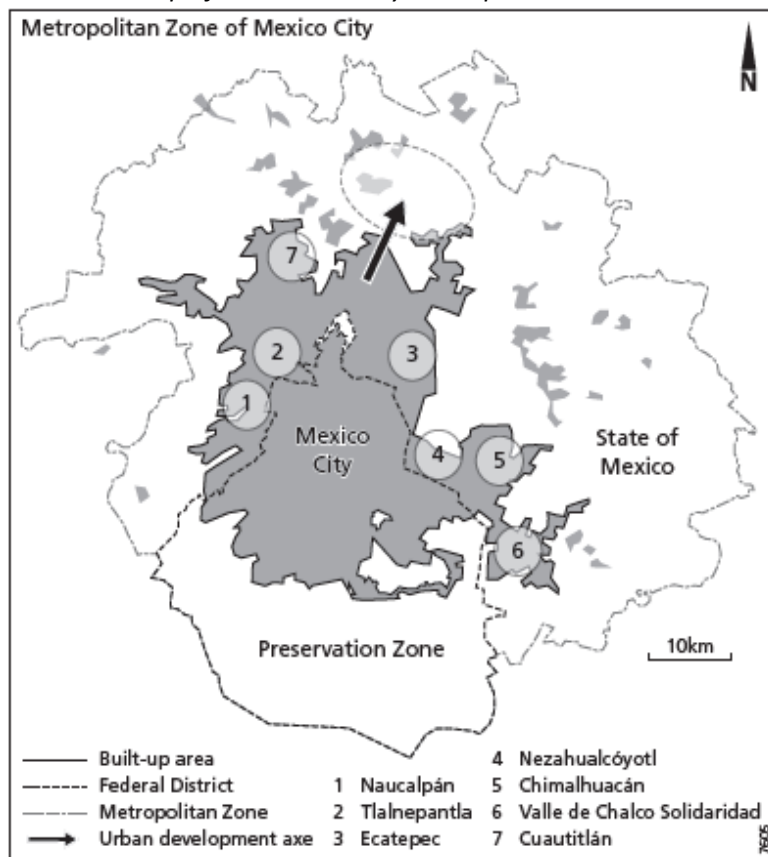 Metropolitan Zone of Mexico City
N
7
2
3
1
Mexico
City
4
5
State of
Mexico
6
Preservation Zone
10km
Built-up area
Federal District
Metropolitan Zone
Urban development axe
1 Naucalpán
2 Tlalnepantla
3 Ecatepec
4 Nezahualcóyotl
5 Chimalhuacán
6 Valle de Chalco Solidaridad
7 Cuautitlán
7605